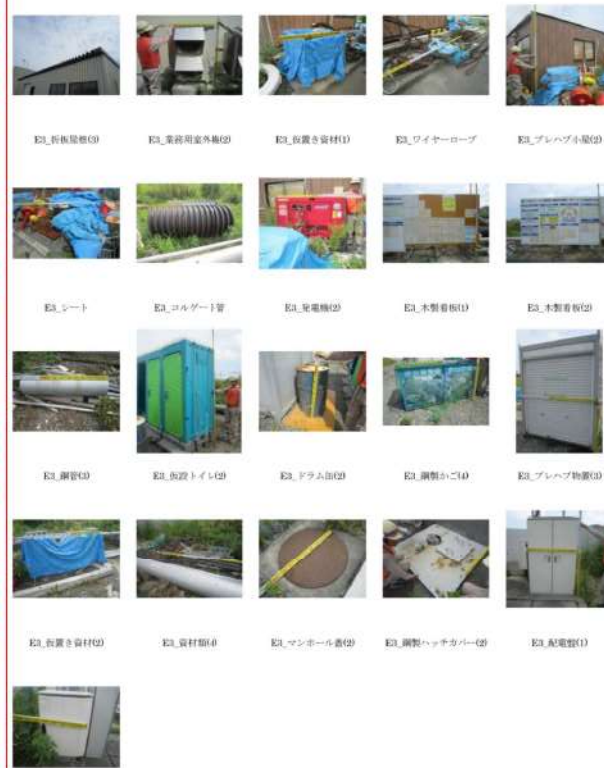 E3_折板屋根(3)
E3_業務用室外機(2)
E3_仮置き資材(1)
E3_ワイヤーロープ
E3_プレハブ小屋(2)
E3_シート
E3_コルゲート管
E3_発電機(2)
E3_木製看板(1)
E3_木製看板(2)
E3_鋼管(3)
E3_仮設トイレ(2)
E3_ドラム缶(2)
E3_鋼製かご(4)
E3_プレハブ物置(3)
E3_仮置き資材(2)
E3_資材類(4)
E3_マンホール蓋(2)
E3_鋼製ハッチカバー(2)
E3_配電盤(1)